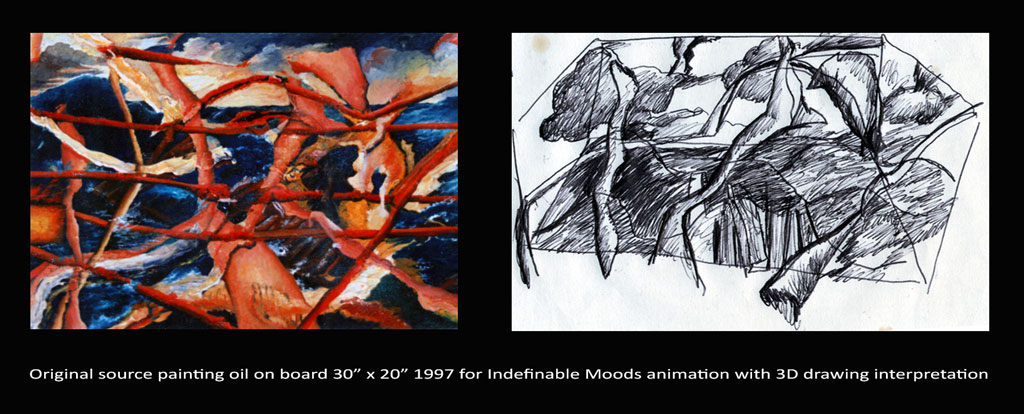 Original source painting oil on board 30” x 20” 1997 for Indefinable Moods animation with 3D drawing interpretation